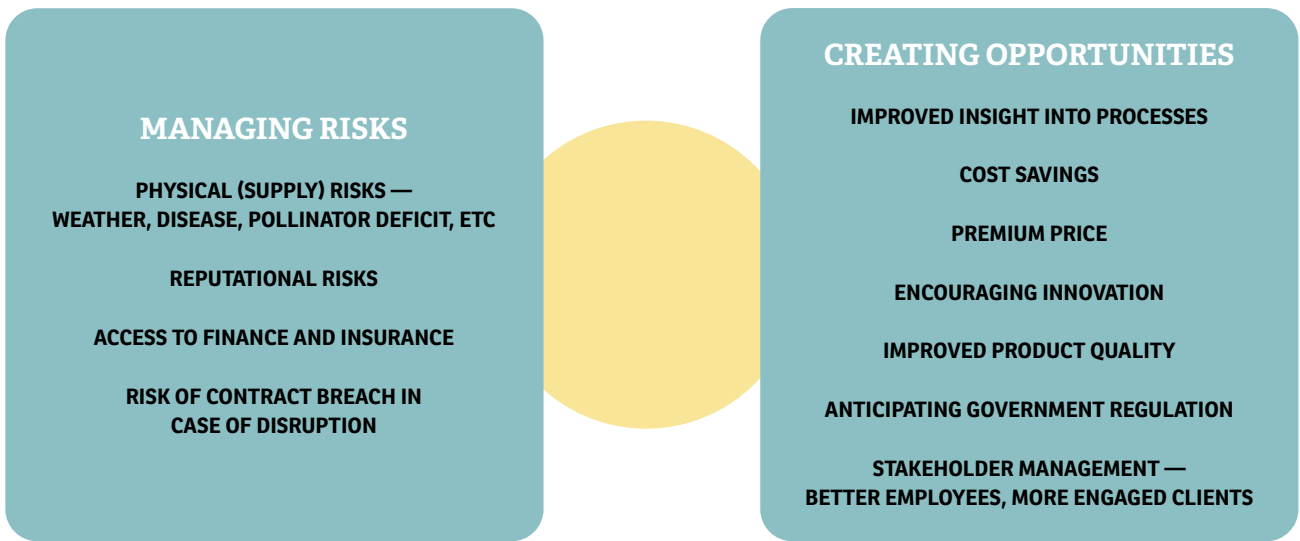 MANAGING RISKS
PHYSICAL (SUPPLY) RISKS —
WEATHER, DISEASE, POLLINATOR DEFICIT, ETC
REPUTATIONAL RISKS
ACCESS TO FINANCE AND INSURANCE
RISK OF CONTRACT BREACH IN
CASE OF DISRUPTION
CREATING OPPORTUNITIES
IMPROVED INSIGHT INTO PROCESSES
COST SAVINGS
PREMIUM PRICE
ENCOURAGING INNOVATION
IMPROVED PRODUCT QUALITY
ANTICIPATING GOVERNMENT REGULATION
STAKEHOLDER MANAGEMENT —
BETTER EMPLOYEES, MORE ENGAGED CLIENTS